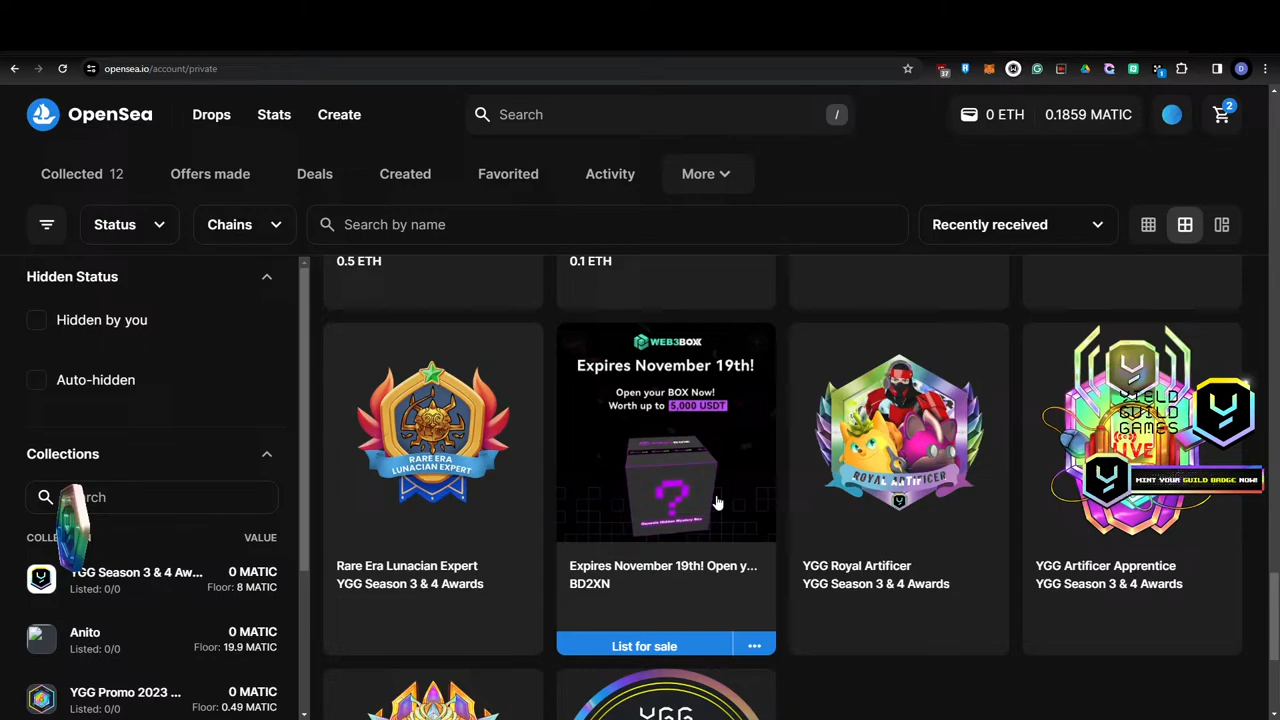 opensea.io/account/private
37
1
D
OpenSea
Drops
Stats
Create
Search
/
0 ETH
0.1859 MATIC
2
Collected 12
Offers made
Deals
Created
Favorited
Activity
More
Status
Chains
Search by name
Recently received
Hidden Status
Hidden by you
Auto-hidden
Collections
VALUE
YGG Season 3 & 4 Aw...
0 MATIC
Listed: 0/0
Floor: 8 MATIC
Anito
0 MATIC
Listed: 0/0
Floor: 19.9 MATIC
YGG Promo 2023 ...
0 MATIC
Listed: 0/0
Floor: 0.49 MATIC
0.5 ETH
0.1 ETH
RARE ERA
LUNACIAN EXPERT
Rare Era Lunacian Expert
YGG Season 3 & 4 Awards
WEB3BOX
Expires November 19th!
Open your BOX Now!
Worth up to 5,000 USDT
?
Genesis Hidden Mystery Box
Expires November 19th! Open y...
BD2XN
List for sale
ROYAL ARTIFICER
YGG Royal Artificer
YGG Season 3 & 4 Awards
YIELD
GUILD
GAMES
LIVE
MINT YOUR GUILD BADGE NOW!
YGG Artificer Apprentice
YGG Season 3 & 4 Awards
YGG